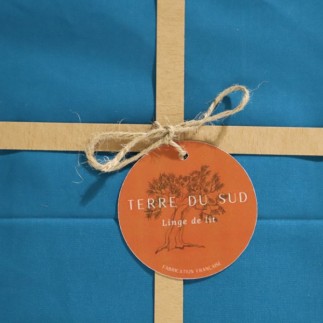 TERRE DU SUD
Linge de lit
FABRICATION FRANÇAISE